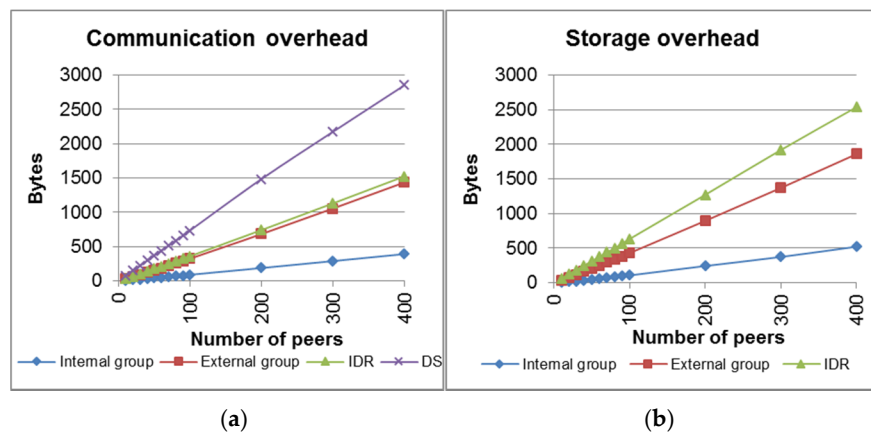 Communication overhead
3000
2500
2000
1500
1000
500
0
Bytes
0
100
200
300
400
Number of peers
Internal group
External group
IDR
DS
Storage overhead
3000
2500
2000
1500
1000
500
0
Bytes
0
100
200
300
400
Number of peers
Internal group
External group
IDR
(a)
(b)